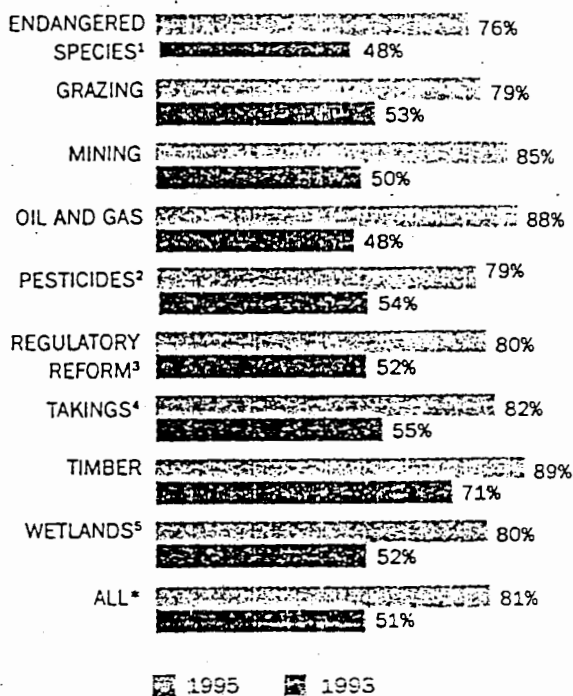 ENDANGERED 76%
SPECIES¹ 48%
GRAZING 79%
53%
MINING 85%
50%
OIL AND GAS 88%
48%
PESTICIDES² 79%
54%
REGULATORY 80%
REFORM³ 52%
TAKINGS⁴ 82%
55%
TIMBER 89%
71%
WETLANDS⁵ 80%
52%
ALL* 81%
51%
1995 1993